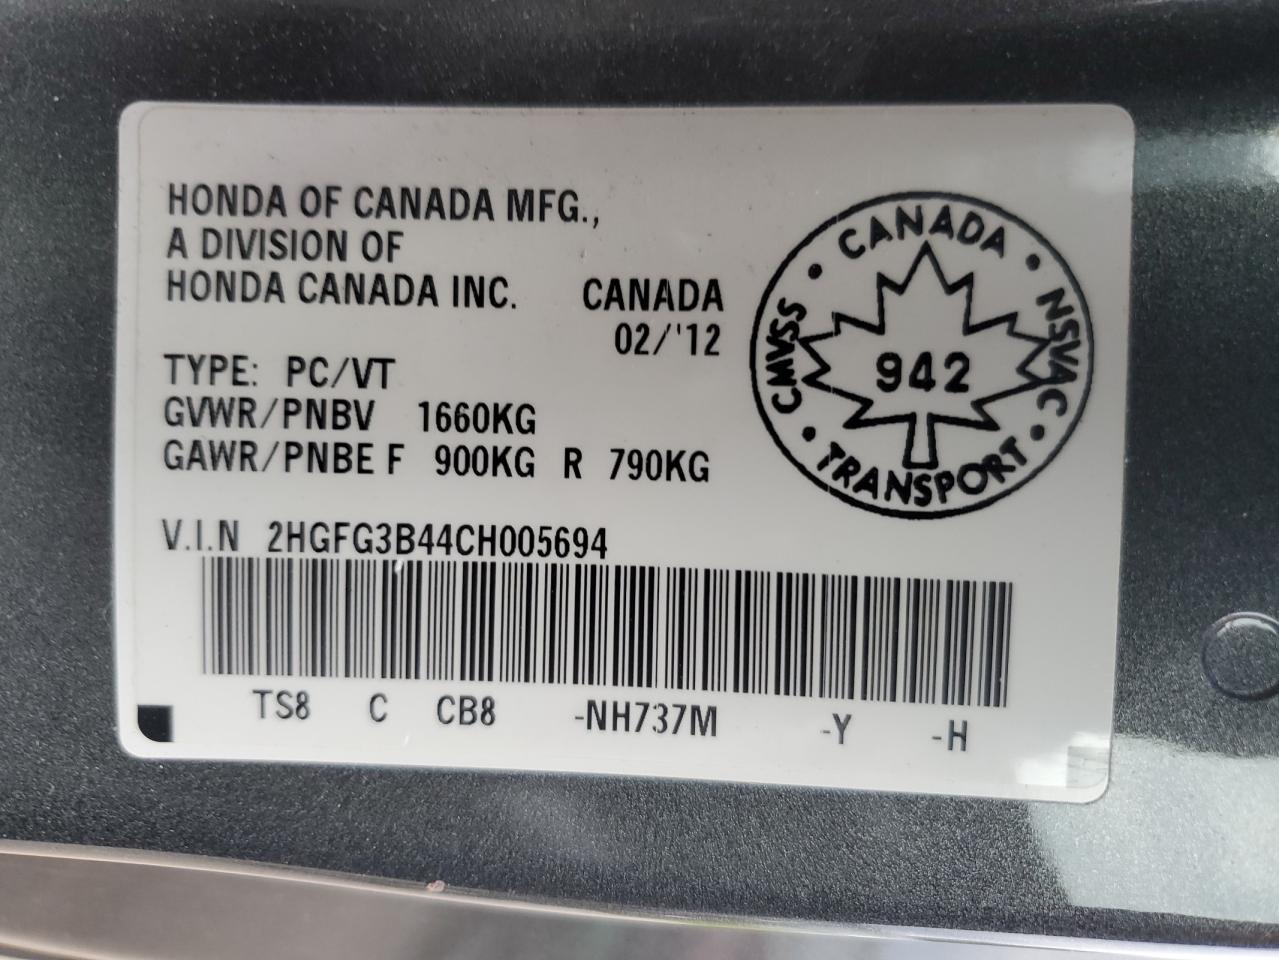 HONDA OF CANADA MFG.,
A DIVISION OF
HONDA CANADA INC. CANADA
02/'12
TYPE: PC/VT
GVWR/PNBV 1660KG
GAWR/PNBE F 900KG R 790KG
V.I.N 2HGFG3B44CH005694
TS8 C CB8 -NH737M -Y -H
CANADA
NSVAC
TRANSPORT
CMVSS
942